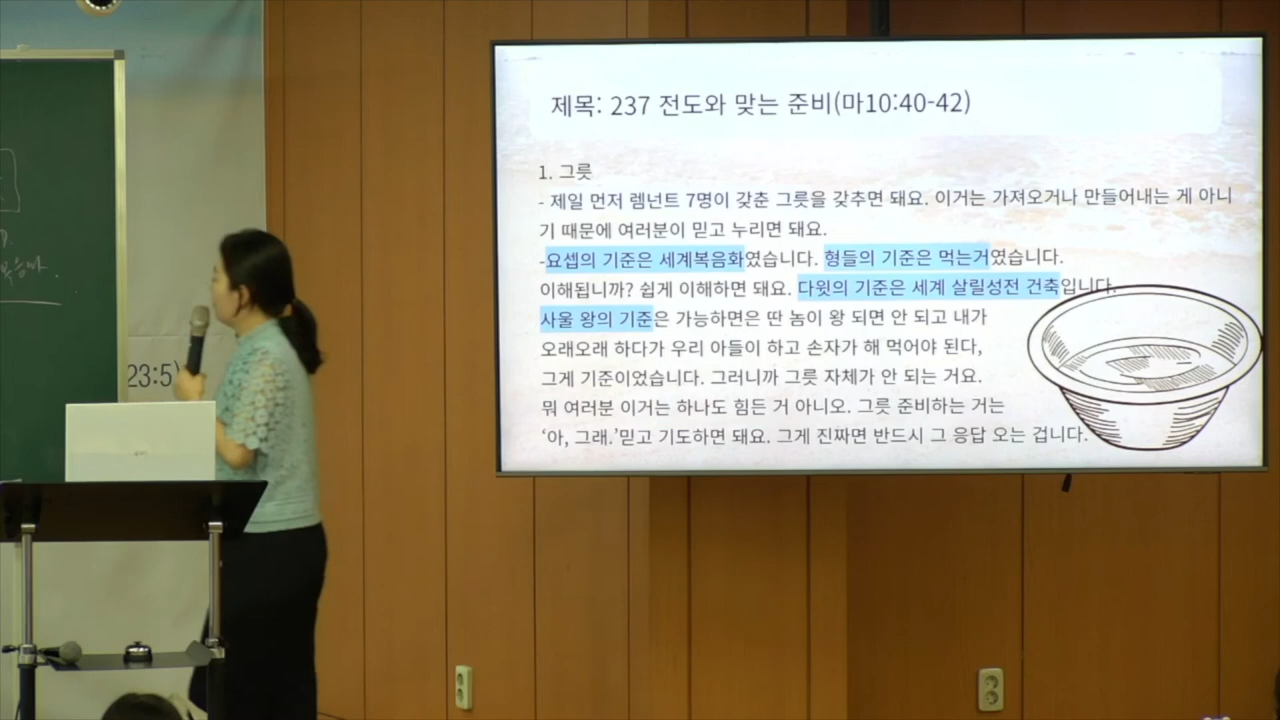 제목: 237 전도와 맞는 준비(마10:40-42)
1. 그릇
- 제일 먼저 렘넌트 7명이 갖춘 그릇을 갖추면 돼요. 이거는 가져오거나 만들어내는 게 아니
기 때문에 여러분이 믿고 누리면 돼요.
-요셉의 기준은 세계복음화였습니다. 형들의 기준은 먹는거였습니다.
이해됩니까? 쉽게 이해하면 돼요. 다윗의 기준은 세계 살릴성전 건축입니다.
사울 왕의 기준은 가능하면은 딴 놈이 왕 되면 안 되고 내가
오래오래 하다가 우리 아들이 하고 손자가 해 먹어야 된다,
그게 기준이었습니다. 그러니까 그릇 자체가 안 되는 거요.
뭐 여러분 이거는 하나도 힘든 거 아니오. 그릇 준비하는 거는
‘아, 그래.’믿고 기도하면 돼요. 그게 진짜면 반드시 그 응답 오는 겁니다.
23:5)